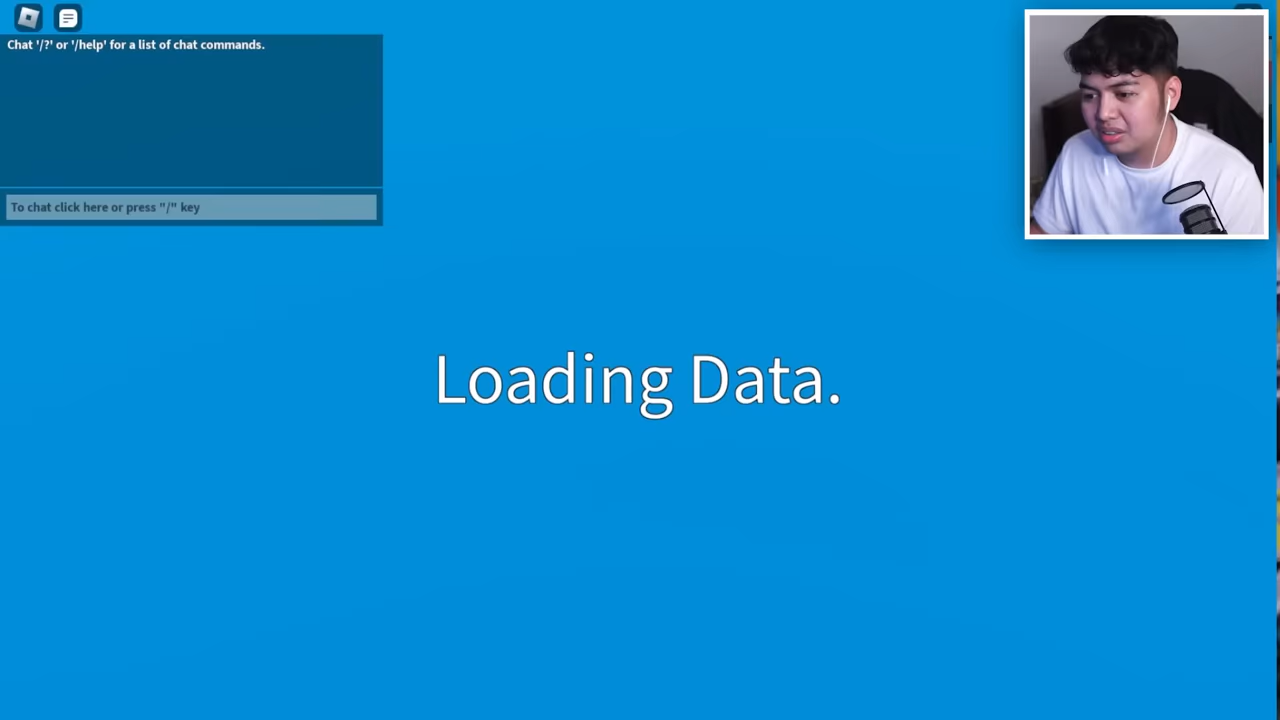 Chat '/?' or '/help' for a list of chat commands.
To chat click here or press "/" key
Loading Data.